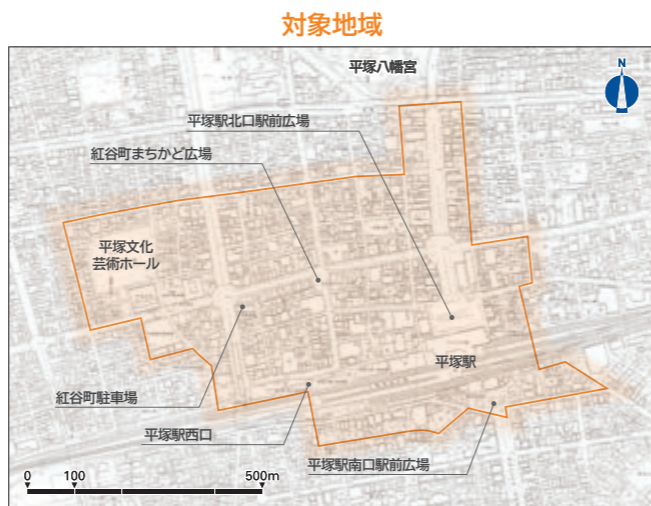 対象地域
平塚八幡宮
N
平塚駅北口駅前広場
紅谷町まちかど広場
平塚文化
芸術ホール
平塚駅
紅谷町駐車場
平塚駅西口
平塚駅南口駅前広場
0 100 500m